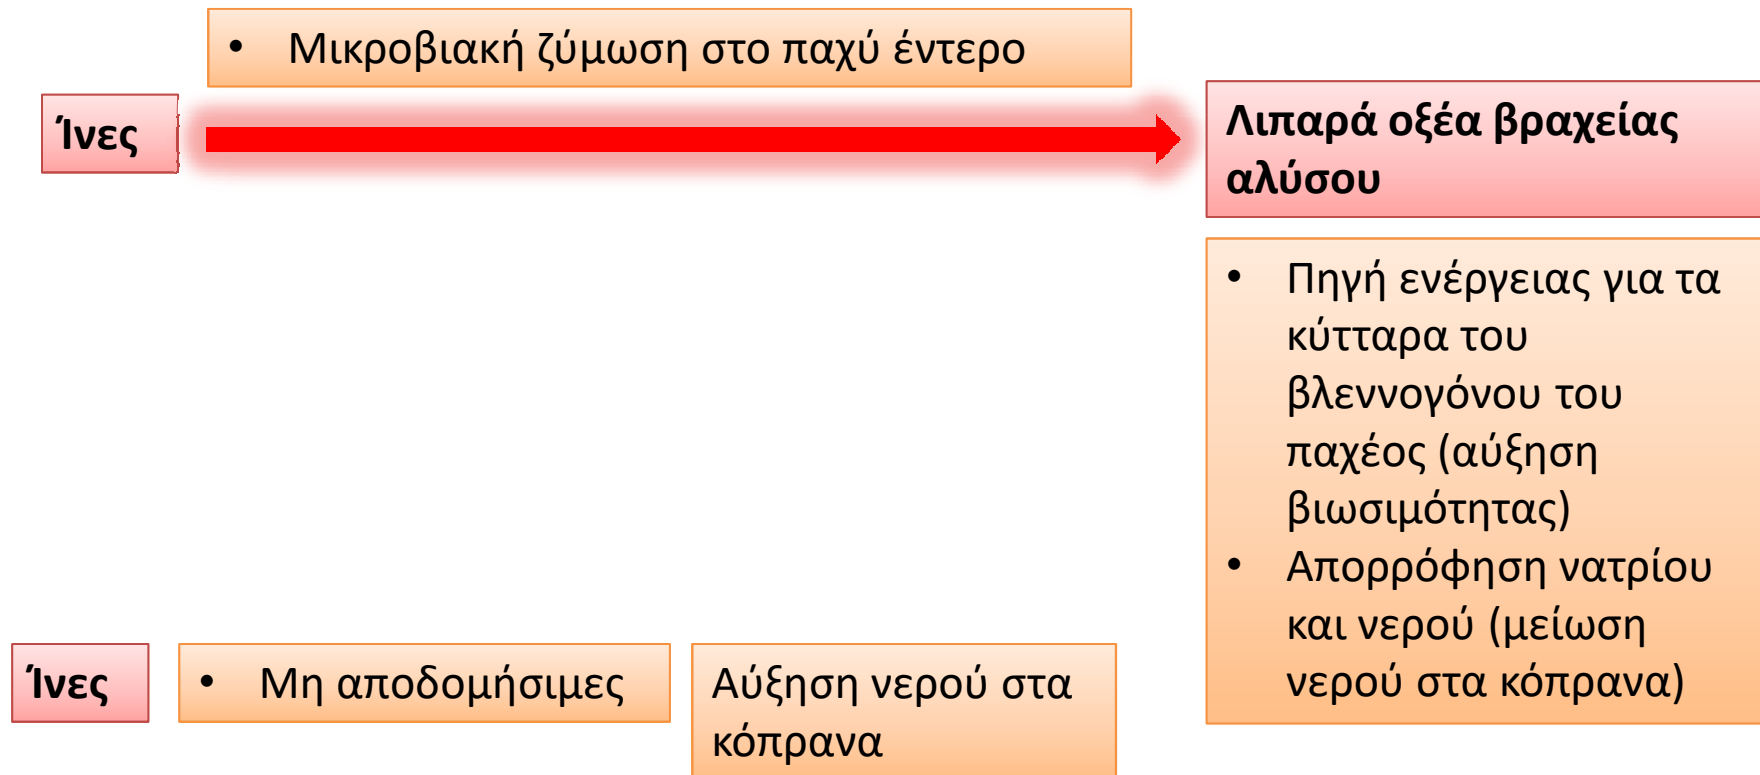 • Μικροβιακή ζύμωση στο παχύ έντερο
Ίνες
Λιπαρά οξέα βραχείας
αλύσου
• Πηγή ενέργειας για τα
κύτταρα του
βλεννογόνου του
παχέος (αύξηση
βιωσιμότητας)
• Απορρόφηση νατρίου
και νερού (μείωση
νερού στα κόπρανα)
Ίνες
• Μη αποδομήσιμες
Αύξηση νερού στα
κόπρανα